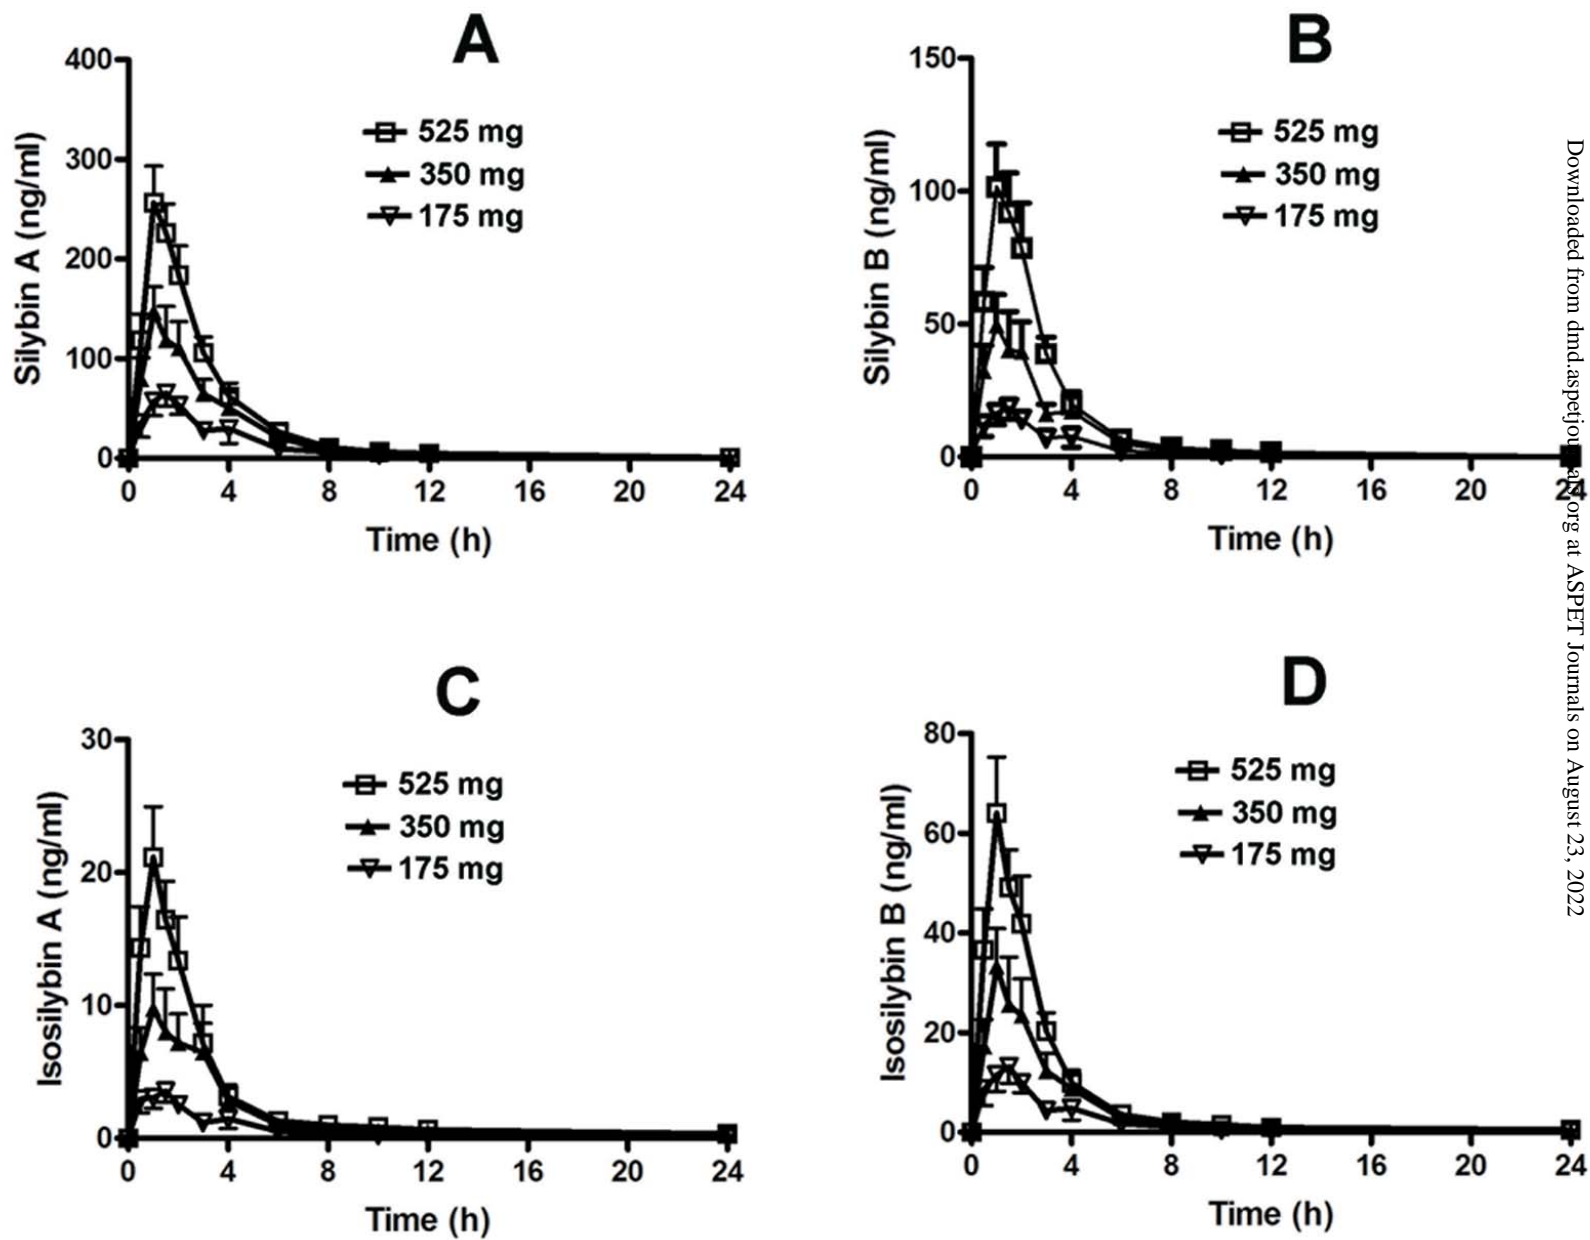 A
400
300
200
100
0
Silybin A (ng/ml)
525 mg
350 mg
175 mg
0 4 8 12 16 20 24
Time (h)
B
150
100
50
0
Silybin B (ng/ml)
525 mg
350 mg
175 mg
0 4 8 12 16 20 24
Time (h)
C
30
20
10
0
Isosilybin A (ng/ml)
525 mg
350 mg
175 mg
0 4 8 12 16 20 24
Time (h)
D
80
60
40
20
0
Isosilybin B (ng/ml)
525 mg
350 mg
175 mg
0 4 8 12 16 20 24
Time (h)
Downloaded from dmd.aspetjournals.org at ASPET Journals on August 23, 2022